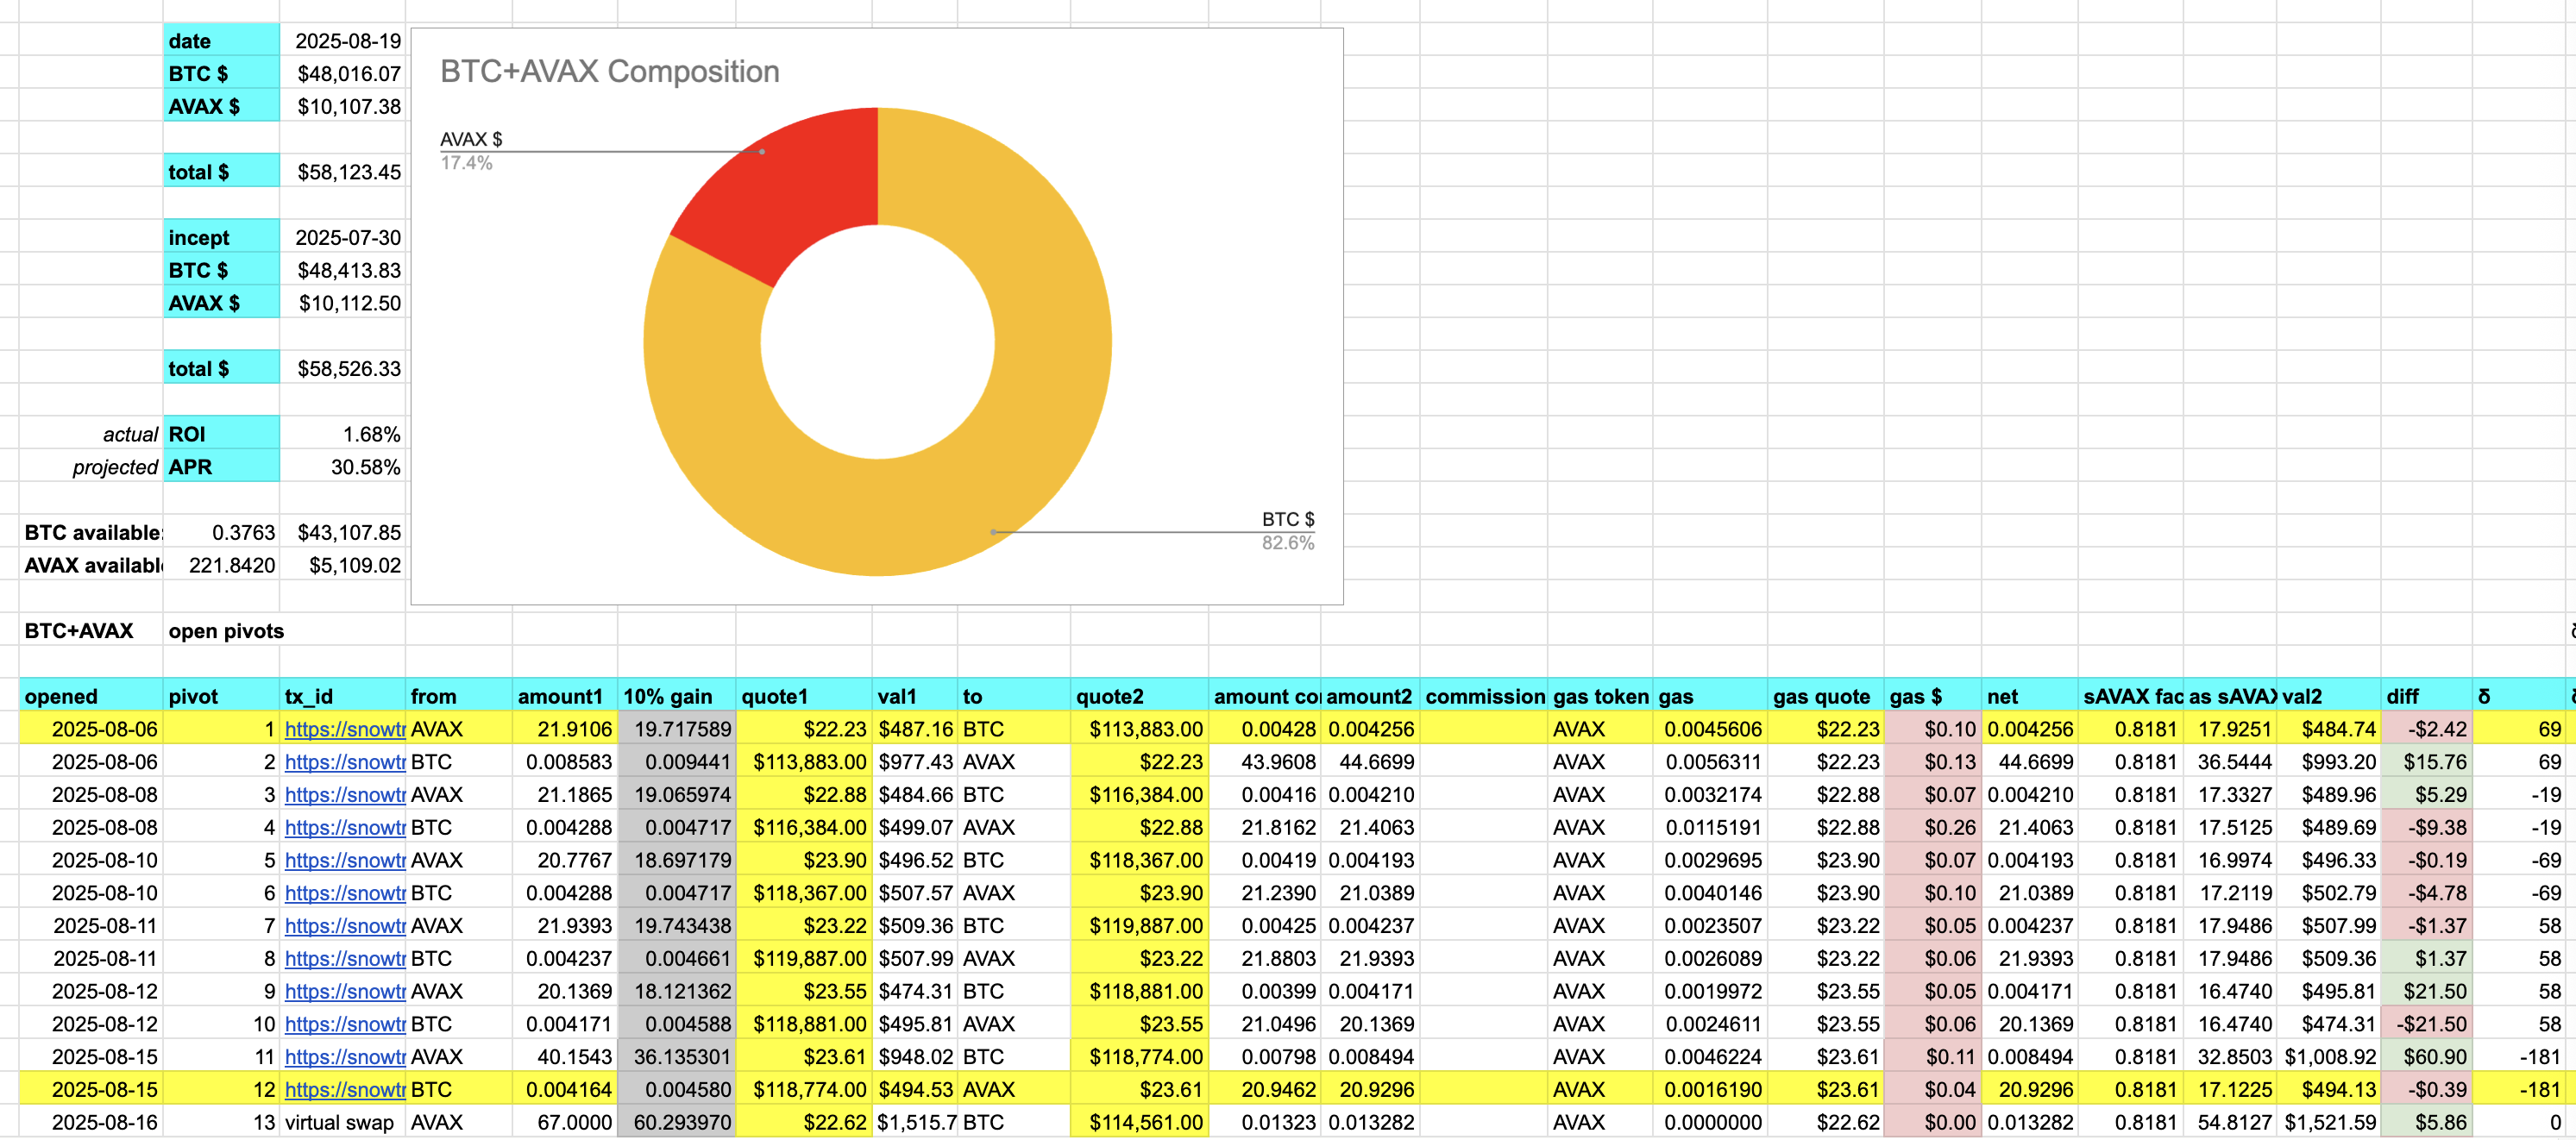 date 2025-08-19
BTC $ $48,016.07
AVAX $ $10,107.38
total $ $58,123.45
incept 2025-07-30
BTC $ $48,413.83
AVAX $ $10,112.50
total $ $58,526.33
actual ROI 1.68%
projected APR 30.58%
BTC available: 0.3763 $43,107.85
AVAX availabl 221.8420 $5,109.02
BTC+AVAX Composition
AVAX $
17.4%
BTC $
82.6%
BTC+AVAX open pivots
opened pivot tx_id from amount1 10% gain quote1 val1 to quote2 amount co amount2 commission gas token gas gas quote gas $ net sAVAX fac as sAVAX val2 diff δ
2025-08-06 1 https://snowtr AVAX 21.9106 19.717589 $22.23 $487.16 BTC $113,883.00 0.00428 0.004256 AVAX 0.0045606 $22.23 $0.10 0.004256 0.8181 17.9251 $484.74 -$2.42 69
2025-08-06 2 https://snowtr BTC 0.008583 0.009441 $113,883.00 $977.43 AVAX $22.23 43.9608 44.6699 AVAX 0.0056311 $22.23 $0.13 44.6699 0.8181 36.5444 $993.20 $15.76 69
2025-08-08 3 https://snowtr AVAX 21.1865 19.065974 $22.88 $484.66 BTC $116,384.00 0.00416 0.004210 AVAX 0.0032174 $22.88 $0.07 0.004210 0.8181 17.3327 $489.96 $5.29 -19
2025-08-08 4 https://snowtr BTC 0.004288 0.004717 $116,384.00 $499.07 AVAX $22.88 21.8162 21.4063 AVAX 0.0115191 $22.88 $0.26 21.4063 0.8181 17.5125 $489.69 -$9.38 -19
2025-08-10 5 https://snowtr AVAX 20.7767 18.697179 $23.90 $496.52 BTC $118,367.00 0.00419 0.004193 AVAX 0.0029695 $23.90 $0.07 0.004193 0.8181 16.9974 $496.33 -$0.19 -69
2025-08-10 6 https://snowtr BTC 0.004288 0.004717 $118,367.00 $507.57 AVAX $23.90 21.2390 21.0389 AVAX 0.0040146 $23.90 $0.10 21.0389 0.8181 17.2119 $502.79 -$4.78 -69
2025-08-11 7 https://snowtr AVAX 21.9393 19.743438 $23.22 $509.36 BTC $119,887.00 0.00425 0.004237 AVAX 0.0023507 $23.22 $0.05 0.004237 0.8181 17.9486 $507.99 -$1.37 58
2025-08-11 8 https://snowtr BTC 0.004237 0.004661 $119,887.00 $507.99 AVAX $23.22 21.8803 21.9393 AVAX 0.0026089 $23.22 $0.06 21.9393 0.8181 17.9486 $509.36 $1.37 58
2025-08-12 9 https://snowtr AVAX 20.1369 18.121362 $23.55 $474.31 BTC $118,881.00 0.00399 0.004171 AVAX 0.0019972 $23.55 $0.05 0.004171 0.8181 16.4740 $495.81 $21.50 58
2025-08-12 10 https://snowtr BTC 0.004171 0.004588 $118,881.00 $495.81 AVAX $23.55 21.0496 20.1369 AVAX 0.0024611 $23.55 $0.06 20.1369 0.8181 16.4740 $474.31 -$21.50 58
2025-08-15 11 https://snowtr AVAX 40.1543 36.135301 $23.61 $948.02 BTC $118,774.00 0.00798 0.008494 AVAX 0.0046224 $23.61 $0.11 0.008494 0.8181 32.8503 $1,008.92 $60.90 -181
2025-08-15 12 https://snowtr BTC 0.004164 0.004580 $118,774.00 $494.53 AVAX $23.61 20.9462 20.9296 AVAX 0.0016190 $23.61 $0.04 20.9296 0.8181 17.1225 $494.13 -$0.39 -181
2025-08-16 13 virtual swap AVAX 67.0000 60.293970 $22.62 $1,515.7 BTC $114,561.00 0.01323 0.013282 AVAX 0.0000000 $22.62 $0.00 0.013282 0.8181 54.8127 $1,521.59 $5.86 0